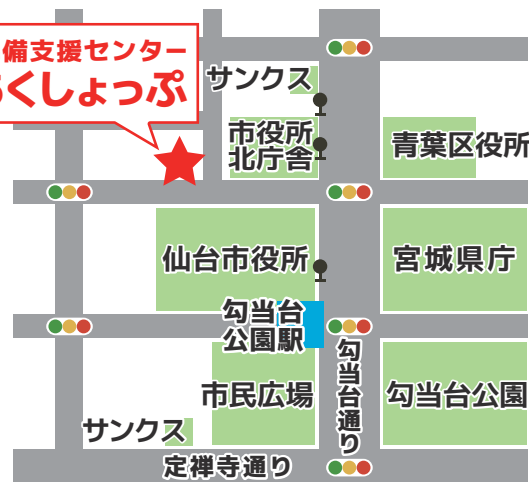 備支援センター
くしょっぷ
サンクス
市役所
北庁舎
青葉区役所
仙台市役所
宮城県庁
勾当台
公園駅
勾当台通り
市民広場
勾当台公園
サンクス
定禅寺通り